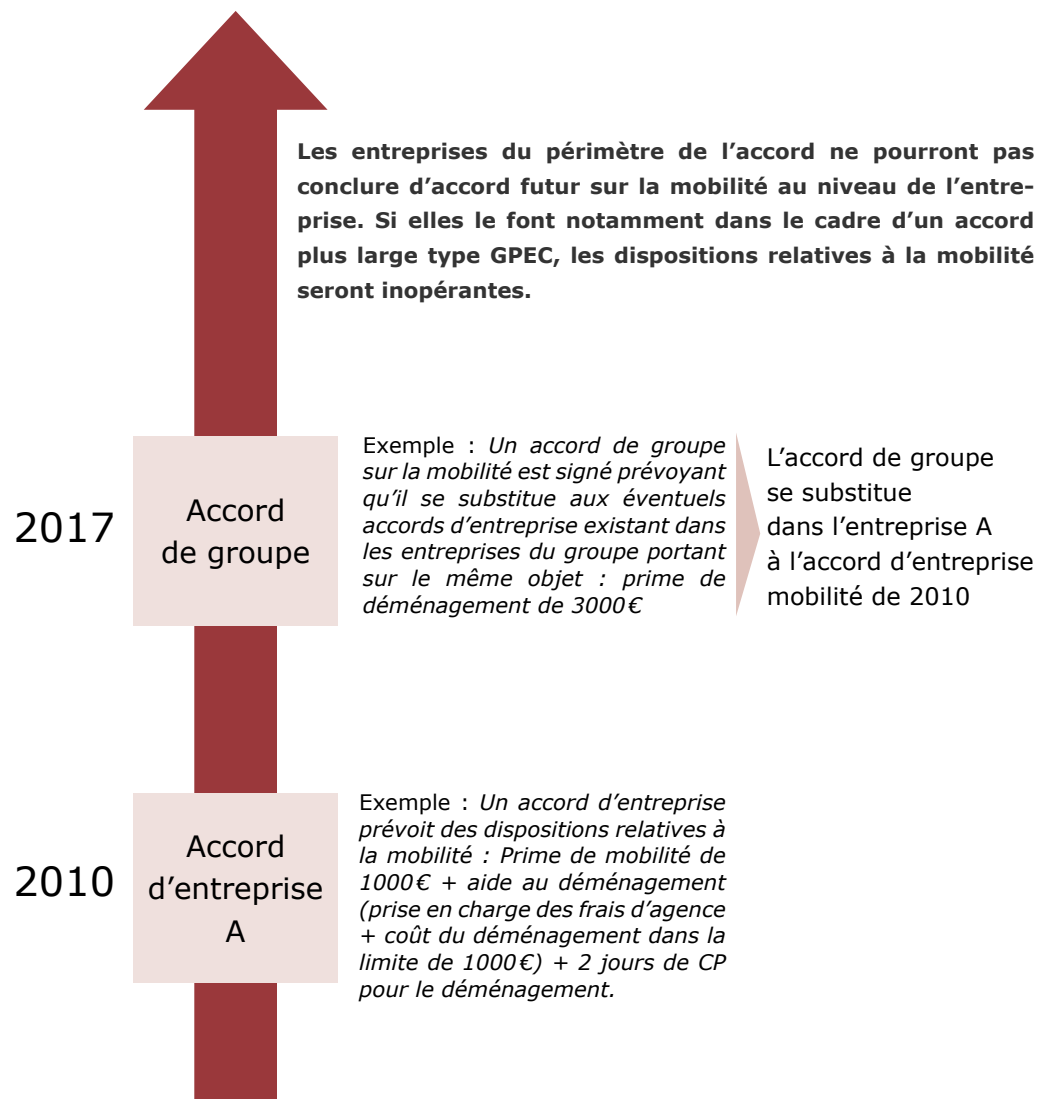 Les entreprises du périmètre de l’accord ne pourront pas
conclure d’accord futur sur la mobilité au niveau de l’entre-
prise. Si elles le font notamment dans le cadre d’un accord
plus large type GPEC, les dispositions relatives à la mobilité
seront inopérantes.
2017
Accord
de groupe
Exemple : Un accord de groupe
sur la mobilité est signé prévoyant
qu’il se substitue aux éventuels
accords d’entreprise existant dans
les entreprises du groupe portant
sur le même objet : prime de
déménagement de 3000 €
L’accord de groupe
se substitue
dans l’entreprise A
à l’accord d’entreprise
mobilité de 2010
2010
Accord
d’entreprise
A
Exemple : Un accord d’entreprise
prévoit des dispositions relatives à
la mobilité : Prime de mobilité de
1000 € + aide au déménagement
(prise en charge des frais d’agence
+ coût du déménagement dans la
limite de 1000 €) + 2 jours de CP
pour le déménagement.